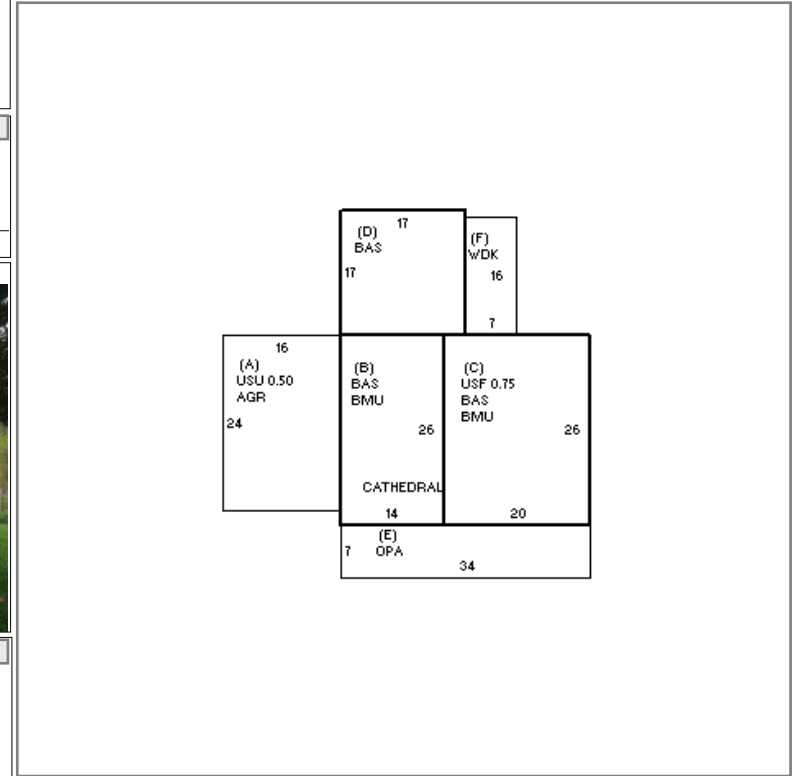 17
(D)
BAS
17
(F)
WDK
16
7
16
(A)
USU 0.50
AGR
24
(B)
BAS
BMU
26
CATHEDRAL
14
(C)
USF 0.75
BAS
BMU
26
20
(E)
7 OPA
34